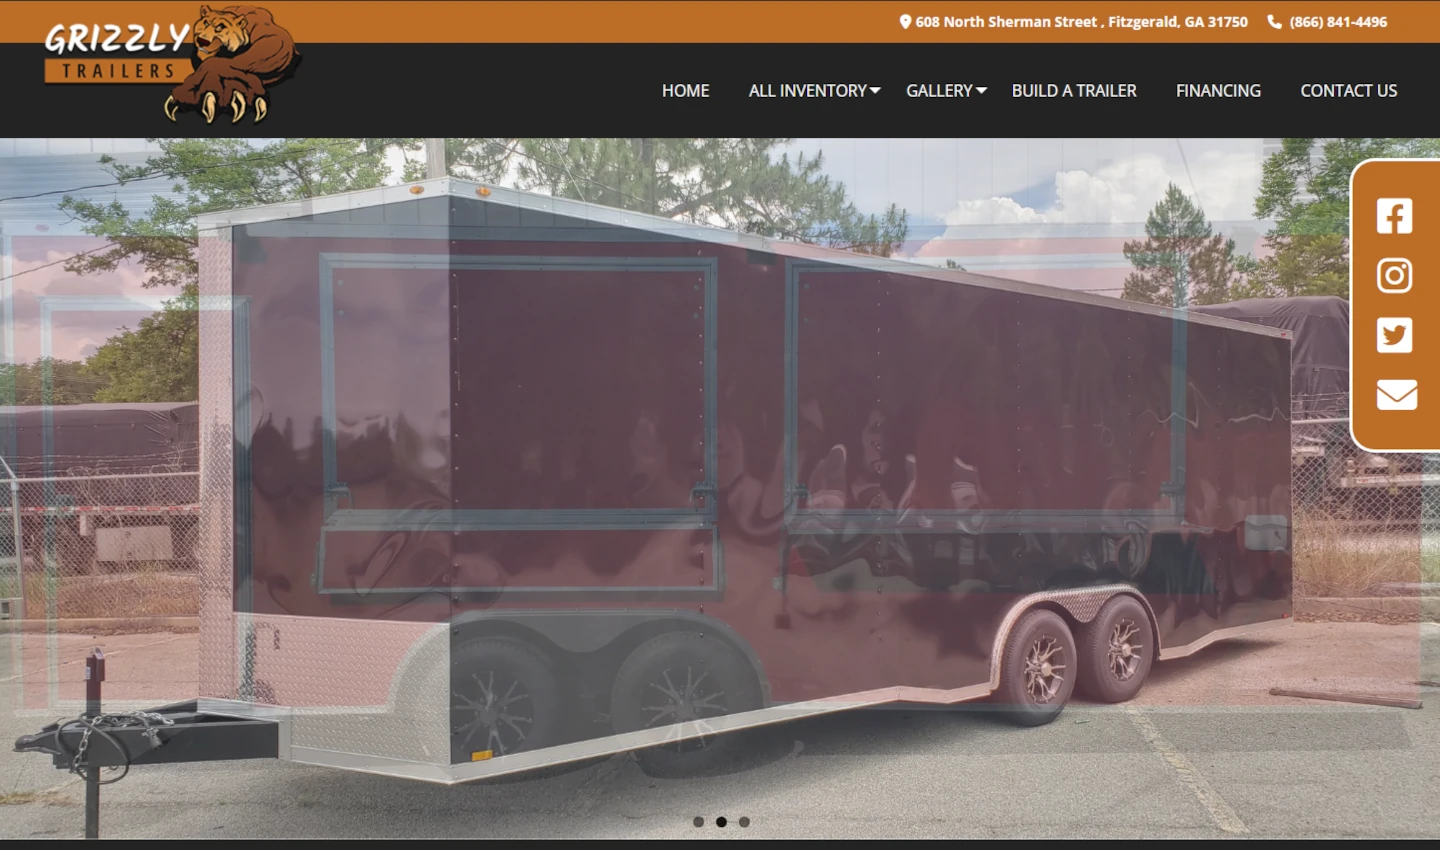 608 North Sherman Street , Fitzgerald, GA 31750 (866) 841-4496
GRIZZLY
TRAILERS
HOME ALL INVENTORY GALLERY BUILD A TRAILER FINANCING CONTACT US